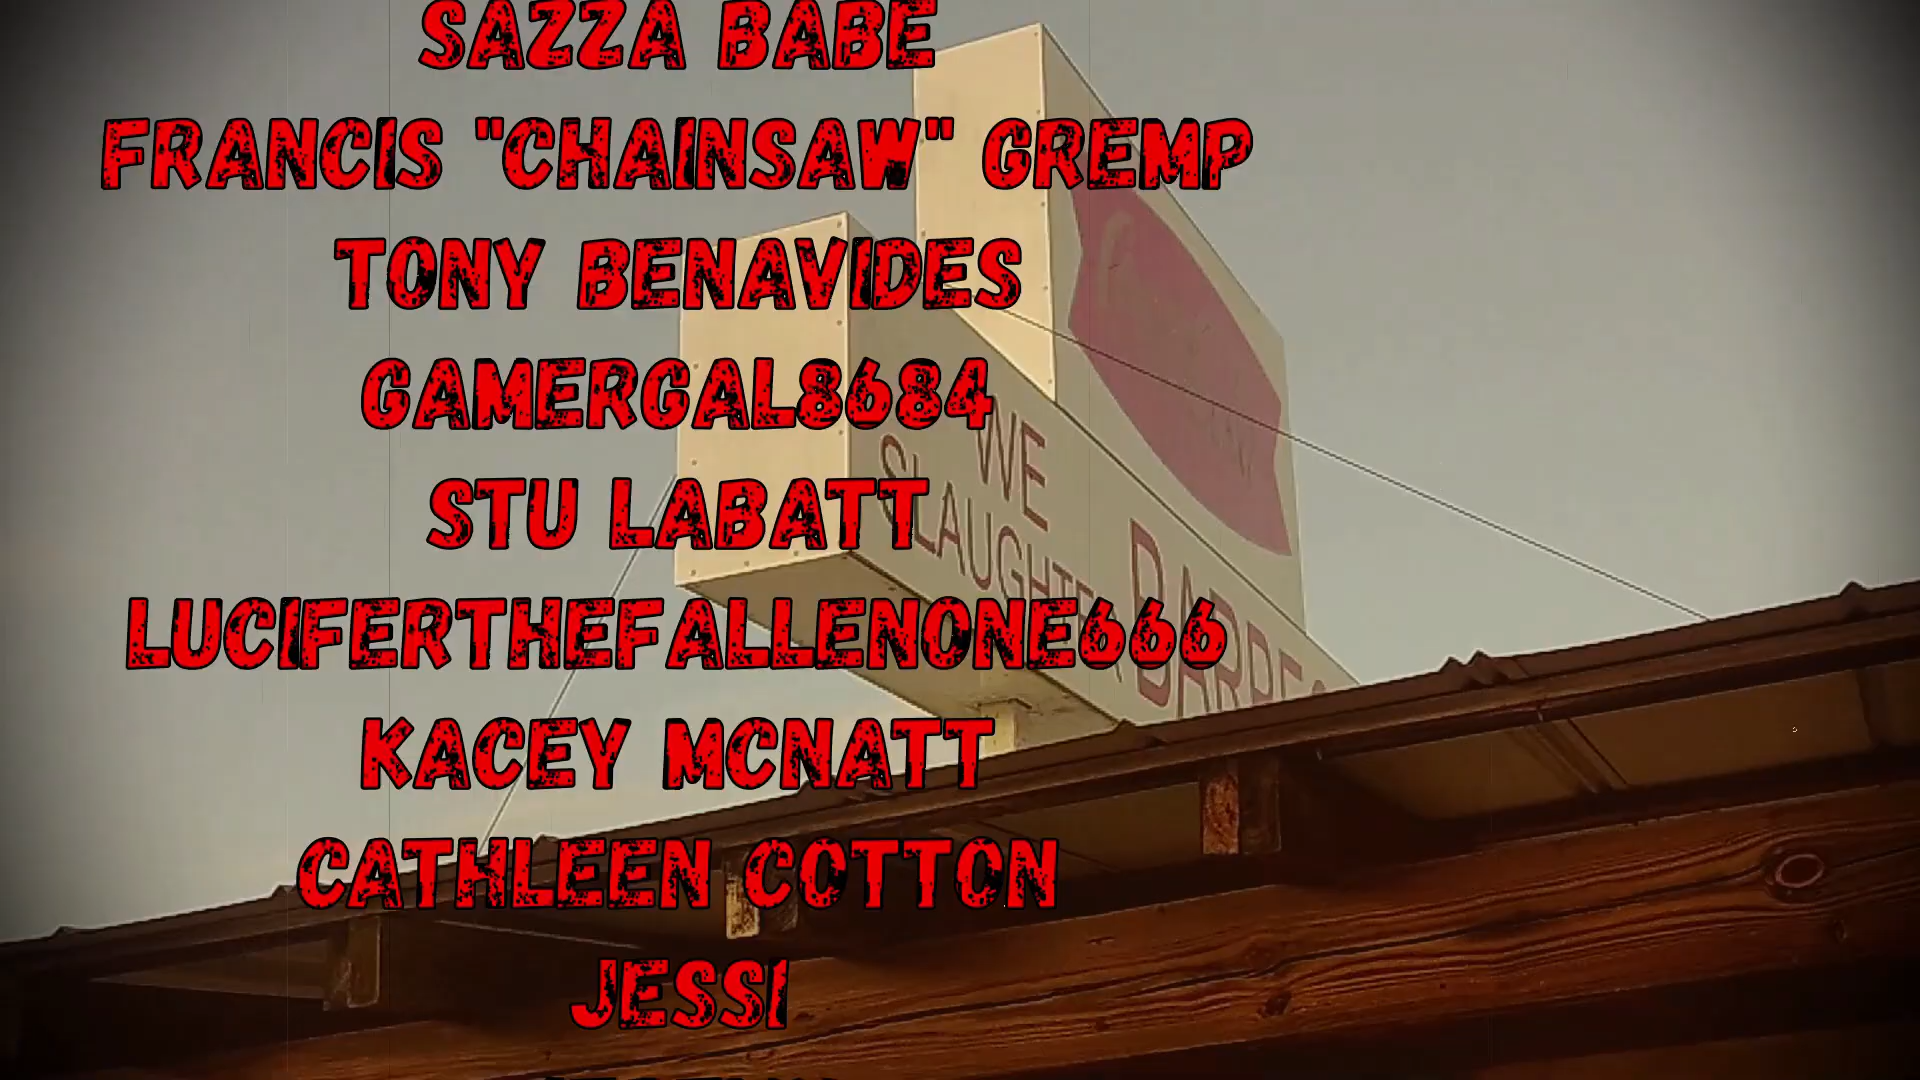 SAZZA BABE
FRANCIS "CHAINSAW" GREMP
TONY BENAVIDES
GAMERGAL8684
STU LABATT
LUCIFERTHEFALLENONE666
KACEY MCNATT
CATHLEEN COTTON
JESSI
WE
SLAUGHTER